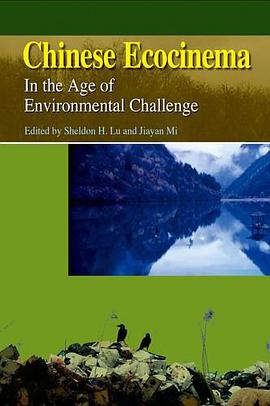 Chinese Ecocinema
In the Age of
Environmental Challenge
Edited by Sheldon H. Lu and Jiayan Mi